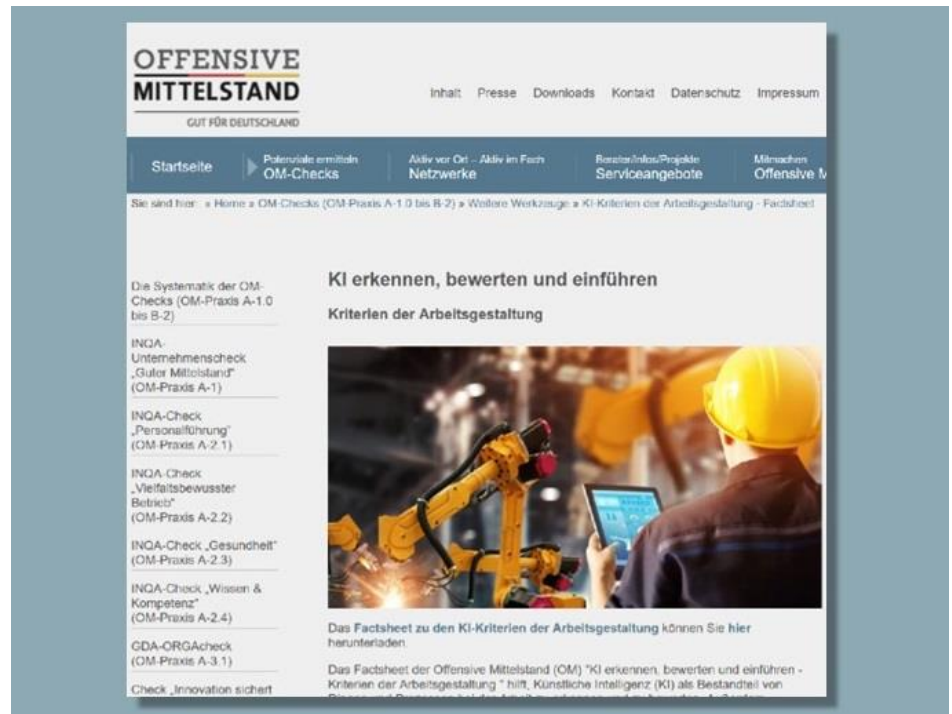 OFFENSIVE
MITTELSTAND
GUT FÜR DEUTSCHLAND
Inhalt Presse Downloads Kontakt Datenschutz Impressum
Startseite
Potenziale ermitteln
OM-Checks
Aktiv vor Ort – Aktiv im Fach
Netzwerke
Berater/Infos/Projekte
Serviceangebote
Mitmachen
Offensive M
Sie sind hier: » Home » OM-Checks (OM-Praxis A-1.0 bis B-2) » Weitere Werkzeuge » KI-Kriterien der Arbeitsgestaltung - Factsheet
Die Systematik der OM-
Checks (OM-Praxis A-1.0
bis B-2)
INQA-
Unternehmenscheck
„Guter Mittelstand"
(OM-Praxis A-1)
INQA-Check
„Personalführung"
(OM-Praxis A-2.1)
INQA-Check
„Vielfaltsbewusster
Betrieb"
(OM-Praxis A-2.2)
INQA-Check „Gesundheit"
(OM-Praxis A-2.3)
INQA-Check „Wissen &
Kompetenz"
(OM-Praxis A-2.4)
GDA-ORGAcheck
(OM-Praxis A-3.1)
Check „Innovation sichert
KI erkennen, bewerten und einführen
Kriterien der Arbeitsgestaltung
Das Factsheet zu den KI-Kriterien der Arbeitsgestaltung können Sie hier
herunterladen.
Das Factsheet der Offensive Mittelstand (OM) "KI erkennen, bewerten und einführen -
Kriterien der Arbeitsgestaltung " hilft, Künstliche Intelligenz (KI) als Bestandteil von